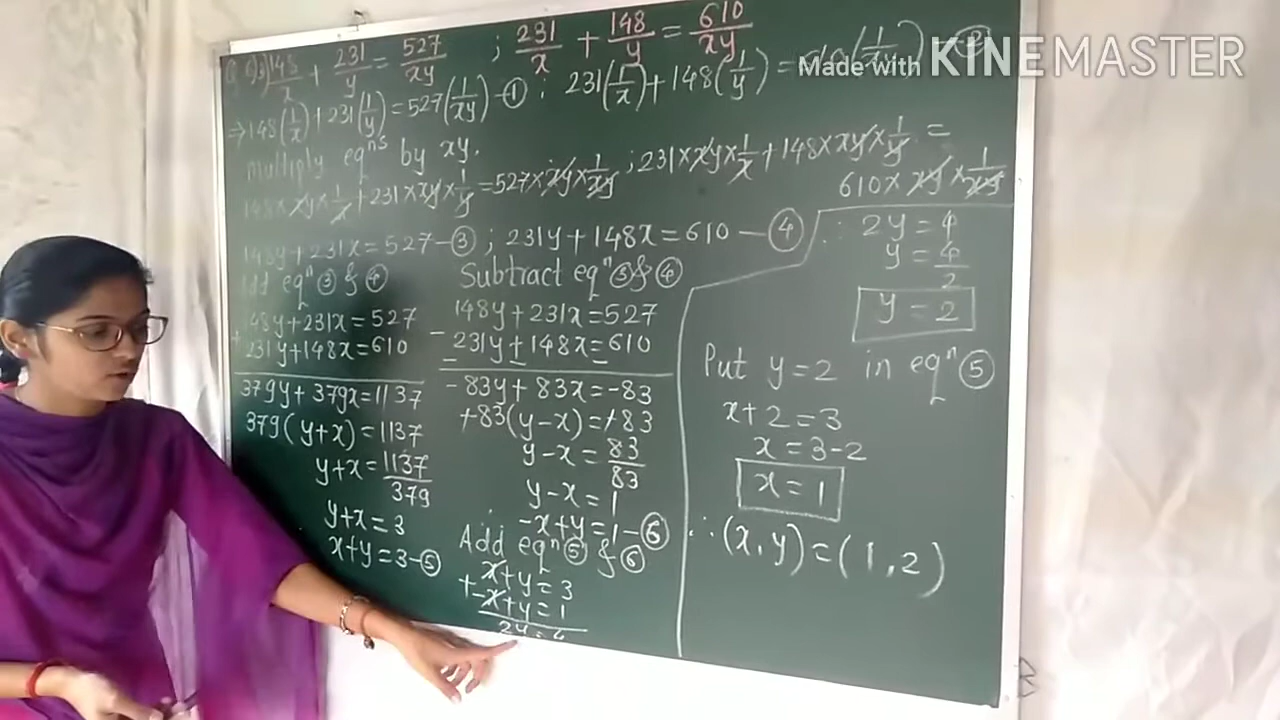 148/x + 231/y = 527/xy ; 231/x + 148/y = 610/xy
Made with KINEMASTER
⇒148(1/x)+231(1/y)=527(1/xy)-① ; 231(1/x)+148(1/y)=610(1/xy)
multiply eqⁿˢ by xy.
148×xy×1/x+231×xy×1/y=527×xy×1/xy ; 231×xy×1/x+148×xy×1/y=
610×xy×1/xy
148y+231x=527-③ ; 231y+148x=610-④
Add eqⁿ ③ & ④
148y+231x=527
+ 231y+148x=610
379y+379x=1137
379(y+x)=1137
y+x=1137/379
y+x=3
x+y=3-⑤
Subtract eqⁿ ③ & ④
148y+231x=527
- 231y+148x=610
- - -
-83y+83x=-83
+83(y-x)=+83
y-x=83/83
y-x=1
-x+y=1-⑥
Add eqⁿ ⑤ & ⑥
x+y=3
+-x+y=1
2y=4
∴ 2y=4
y=4/2
y=2
Put y=2 in eqⁿ ⑤
x+2=3
x=3-2
x=1
∴(x,y)=(1,2)